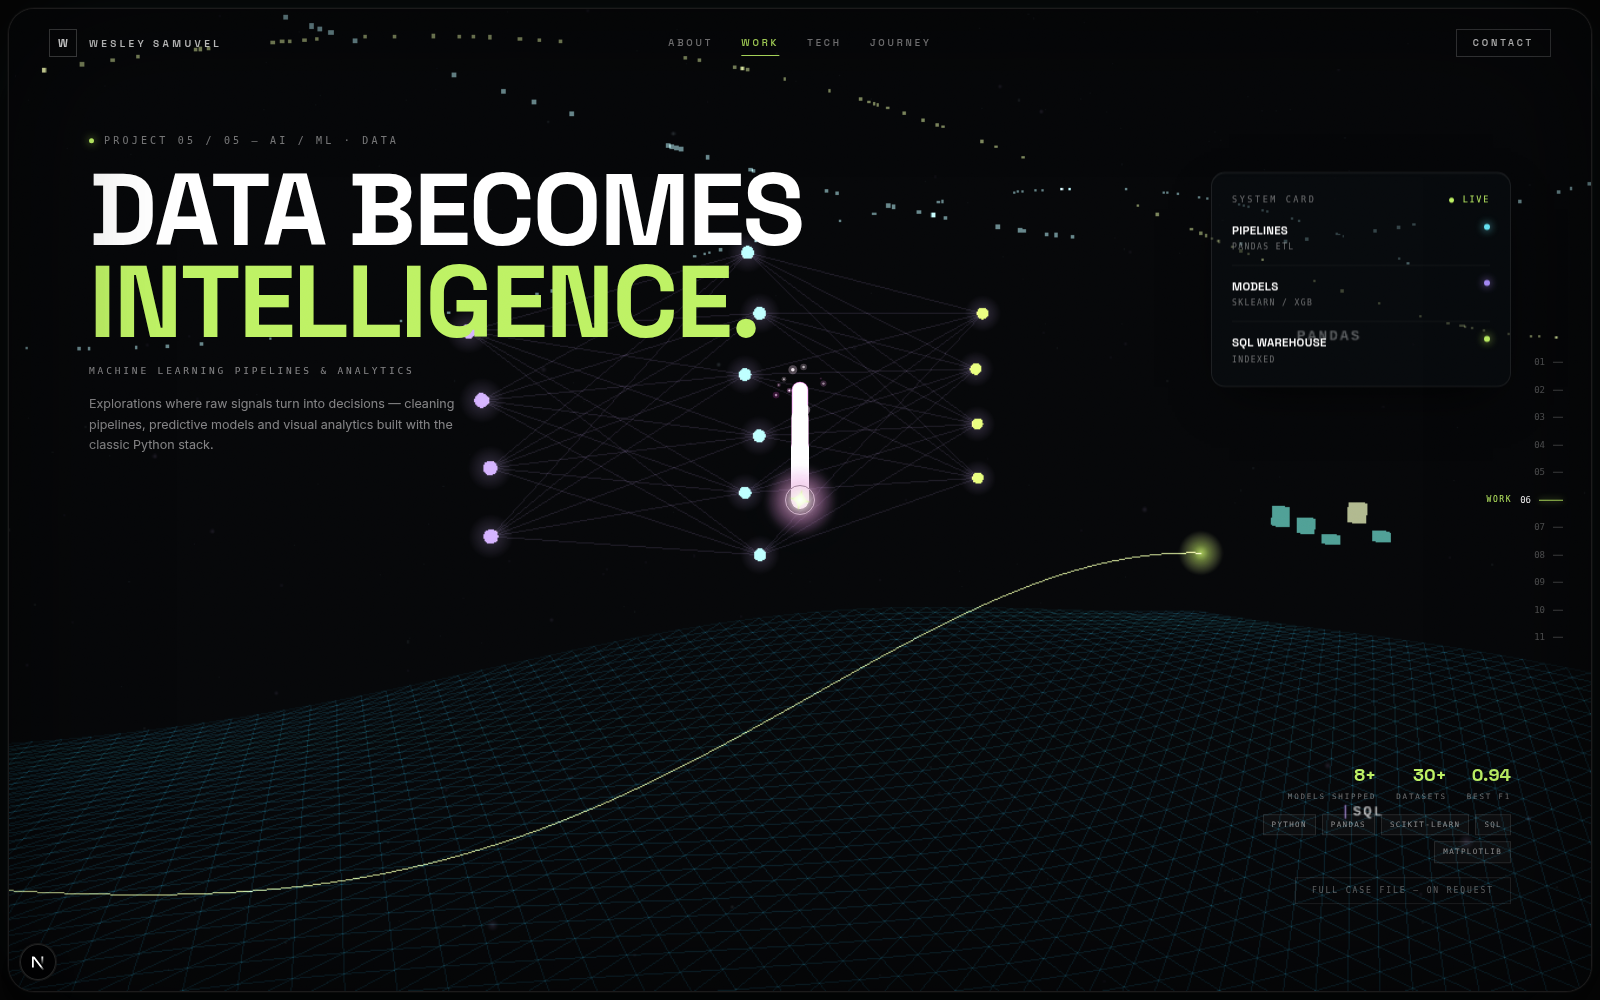 W WESLEY SAMUVEL
ABOUT WORK TECH JOURNEY
CONTACT
PROJECT 05 / 05 — AI / ML · DATA
DATA BECOMES
INTELLIGENCE.
MACHINE LEARNING PIPELINES & ANALYTICS
Explorations where raw signals turn into decisions — cleaning
pipelines, predictive models and visual analytics built with the
classic Python stack.
SYSTEM CARD LIVE
PIPELINES
PANDAS ETL
MODELS
SKLEARN / XGB
PANDAS
SQL WAREHOUSE
INDEXED
01
02
03
04
05
WORK 06
07
08
09
10
11
8+ 30+ 0.94
MODELS SHIPPED DATASETS BEST F1
|SQL
PYTHON PANDAS SCIKIT-LEARN SQL
MATPLOTLIB
FULL CASE FILE — ON REQUEST
N